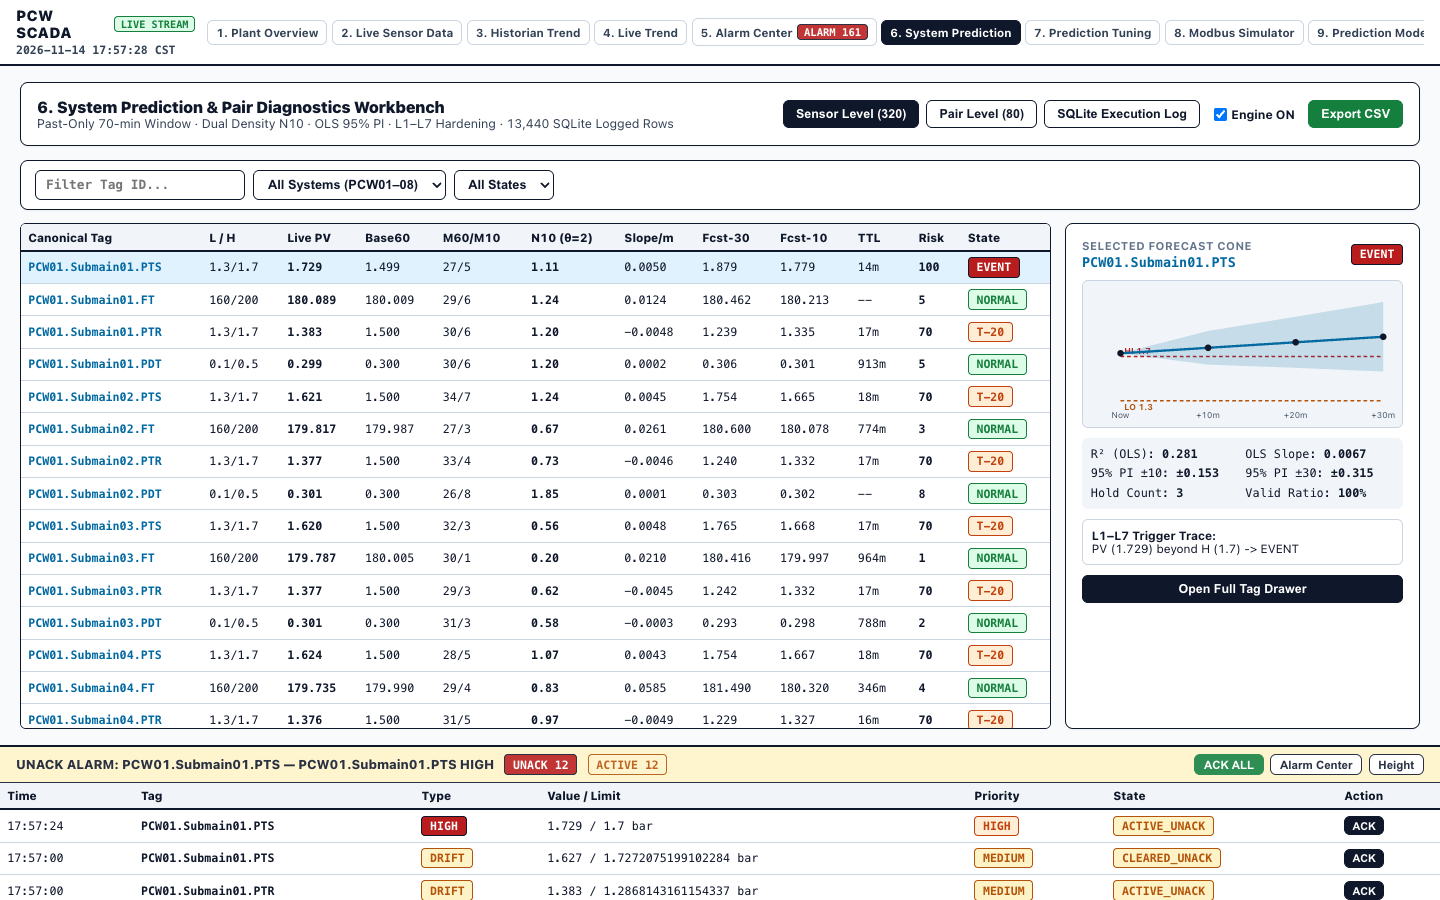 PCW SCADA
LIVE STREAM
2026-11-14 17:57:28 CST
1. Plant Overview
2. Live Sensor Data
3. Historian Trend
4. Live Trend
5. Alarm Center ALARM 161
6. System Prediction
7. Prediction Tuning
8. Modbus Simulator
9. Prediction Mode
6. System Prediction & Pair Diagnostics Workbench
Past-Only 70-min Window · Dual Density N10 · OLS 95% PI · L1–L7 Hardening · 13,440 SQLite Logged Rows
Sensor Level (320)
Pair Level (80)
SQLite Execution Log
Engine ON
Export CSV
Filter Tag ID...
All Systems (PCW01–08)
All States
Canonical Tag L / H Live PV Base60 M60/M10 N10 (θ=2) Slope/m Fcst-30 Fcst-10 TTL Risk State
PCW01.Submain01.PTS 1.3/1.7 1.729 1.499 27/5 1.11 0.0050 1.879 1.779 14m 100 EVENT
PCW01.Submain01.FT 160/200 180.089 180.009 29/6 1.24 0.0124 180.462 180.213 -- 5 NORMAL
PCW01.Submain01.PTR 1.3/1.7 1.383 1.500 30/6 1.20 -0.0048 1.239 1.335 17m 70 T-20
PCW01.Submain01.PDT 0.1/0.5 0.299 0.300 30/6 1.20 0.0002 0.306 0.301 913m 5 NORMAL
PCW01.Submain02.PTS 1.3/1.7 1.621 1.500 34/7 1.24 0.0045 1.754 1.665 18m 70 T-20
PCW01.Submain02.FT 160/200 179.817 179.987 27/3 0.67 0.0261 180.600 180.078 774m 3 NORMAL
PCW01.Submain02.PTR 1.3/1.7 1.377 1.500 33/4 0.73 -0.0046 1.240 1.332 17m 70 T-20
PCW01.Submain02.PDT 0.1/0.5 0.301 0.300 26/8 1.85 0.0001 0.303 0.302 -- 8 NORMAL
PCW01.Submain03.PTS 1.3/1.7 1.620 1.500 32/3 0.56 0.0048 1.765 1.668 17m 70 T-20
PCW01.Submain03.FT 160/200 179.787 180.005 30/1 0.20 0.0210 180.416 179.997 964m 1 NORMAL
PCW01.Submain03.PTR 1.3/1.7 1.377 1.500 29/3 0.62 -0.0045 1.242 1.332 17m 70 T-20
PCW01.Submain03.PDT 0.1/0.5 0.301 0.300 31/3 0.58 -0.0003 0.293 0.298 788m 2 NORMAL
PCW01.Submain04.PTS 1.3/1.7 1.624 1.500 28/5 1.07 0.0043 1.754 1.667 18m 70 T-20
PCW01.Submain04.FT 160/200 179.735 179.990 29/4 0.83 0.0585 181.490 180.320 346m 4 NORMAL
PCW01.Submain04.PTR 1.3/1.7 1.376 1.500 31/5 0.97 -0.0049 1.229 1.327 16m 70 T-20
SELECTED FORECAST CONE
PCW01.Submain01.PTS
EVENT
HI 1.7
LO 1.3
Now +10m +20m +30m
R² (OLS): 0.281 OLS Slope: 0.0067
95% PI ±10: ±0.153 95% PI ±30: ±0.315
Hold Count: 3 Valid Ratio: 100%
L1–L7 Trigger Trace:
PV (1.729) beyond H (1.7) -> EVENT
Open Full Tag Drawer
UNACK ALARM: PCW01.Submain01.PTS — PCW01.Submain01.PTS HIGH
UNACK 12
ACTIVE 12
ACK ALL
Alarm Center
Height
Time Tag Type Value / Limit Priority State Action
17:57:24 PCW01.Submain01.PTS HIGH 1.729 / 1.7 bar HIGH ACTIVE_UNACK ACK
17:57:00 PCW01.Submain01.PTS DRIFT 1.627 / 1.7272075199102284 bar MEDIUM CLEARED_UNACK ACK
17:57:00 PCW01.Submain01.PTR DRIFT 1.383 / 1.2868143161154337 bar MEDIUM ACTIVE_UNACK ACK